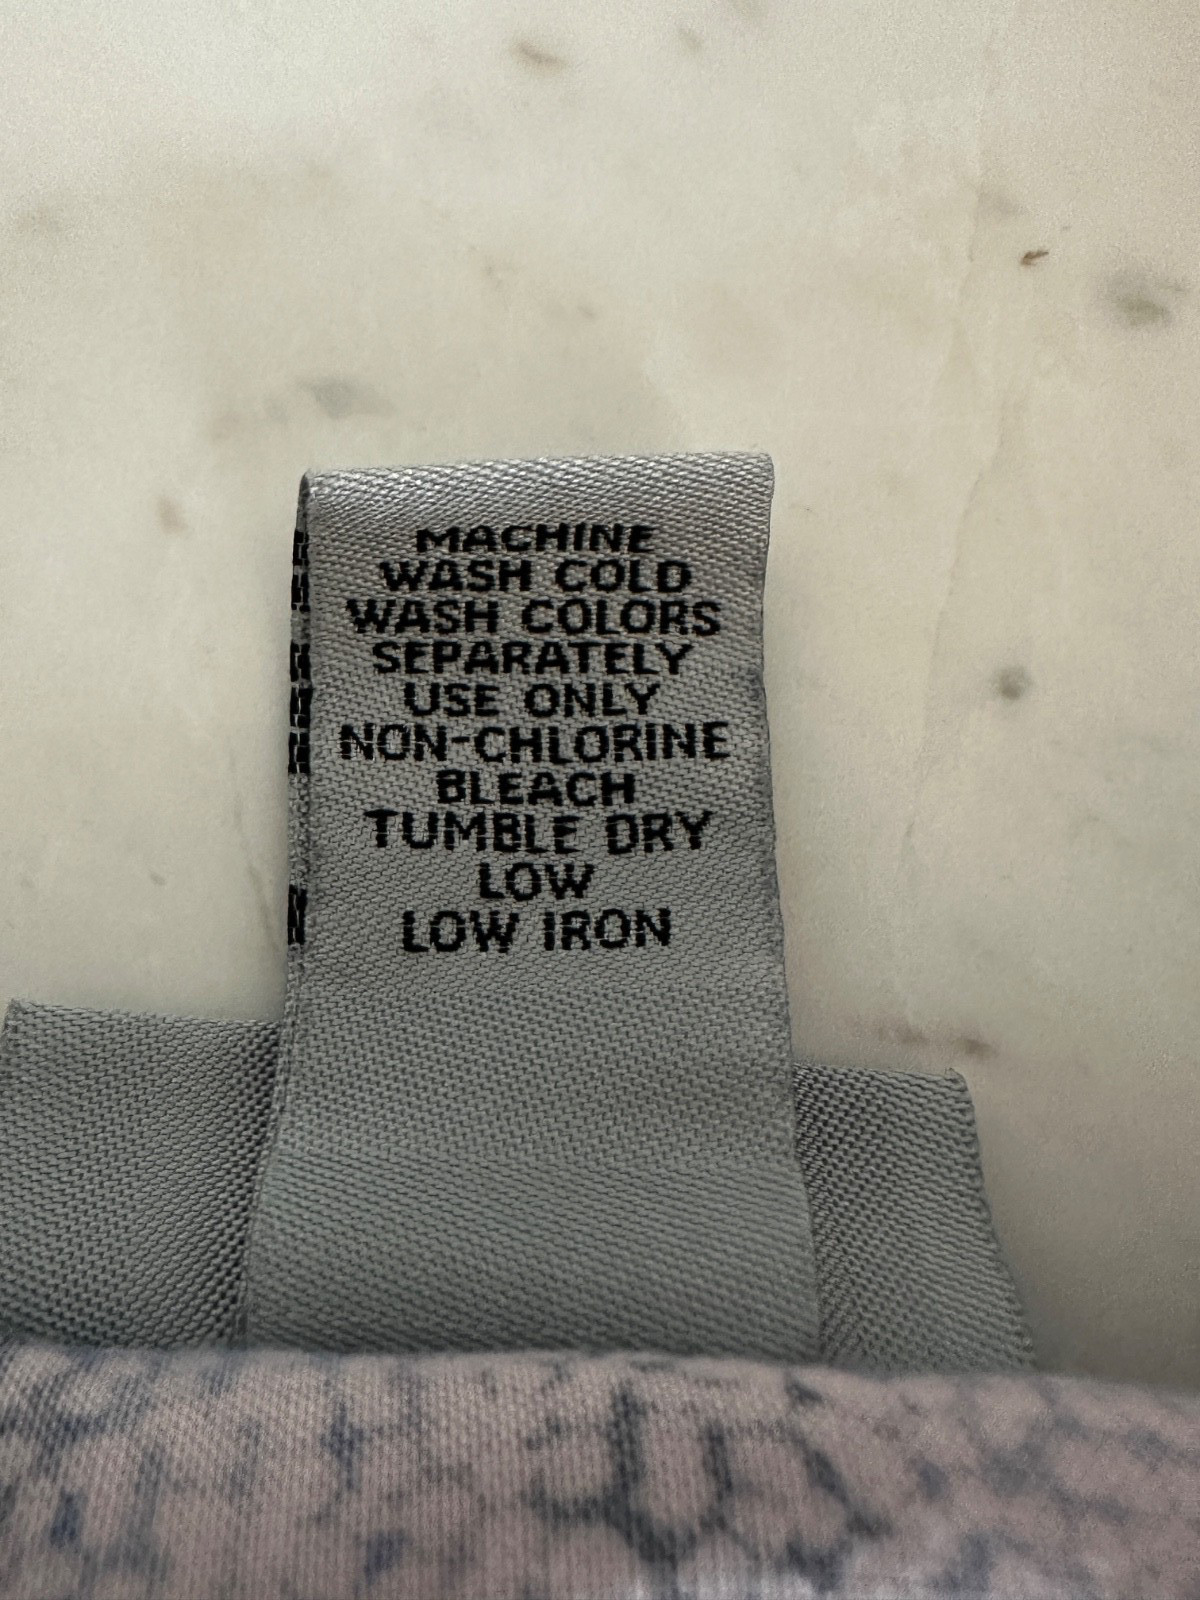 MACHINE
WASH COLD
WASH COLORS
SEPARATELY
USE ONLY
NON-CHLORINE
BLEACH
TUMBLE DRY
LOW
LOW IRON